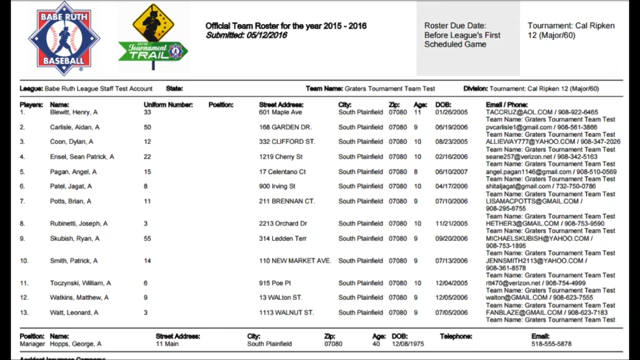 BABE RUTH
BASEBALL
Tournament
TRAIL
Official Team Roster for the year 2015 - 2016
Submitted: 05/12/2016
Roster Due Date:
Before League's First
Scheduled Game
Tournament: Cal Ripken
12 (Major/60)
League: Babe Ruth League Staff Test Account State: Team Name: Graters Tournament Team Test Division: Tournament: Cal Ripken 12 (Major/60)
Players: Name: Uniform Number: Position: Street Address: City: Zip: Age: DOB: Email / Phone:
1. Blewitt, Henry, A 33 601 Maple Ave South Plainfield 07080 11 01/26/2005 TACCRUZ@AOL.COM / 908-922-6465
Team Name: Graters Tournament Team Test
2. Carlisle, Aidan, A 50 168 GARDEN DR. South Plainfield 07080 9 06/19/2006 pvcarlisle1@gmail.com / 908-561-3866
Team Name: Graters Tournament Team Test
3. Coon, Dylan, A 12 332 CLIFFORD ST. South Plainfield 07080 10 08/23/2005 ALLIEWAY777@YAHOO.COM / 908-347-2026
Team Name: Graters Tournament Team Test
4. Ensel, Sean Patrick, A 22 1219 Cherry St South Plainfield 07080 10 02/16/2006 seane257@verizon.net / 908-342-5163
Team Name: Graters Tournament Team Test
5. Pagan, Angel, A 15 17 Celentano Ct South Plainfield 07080 8 06/10/2007 angel.pagan1146@gmail.com / 908-510-0569
Team Name: Graters Tournament Team Test
6. Patel, Jagat, A 8 900 Irving St South Plainfield 07080 10 04/17/2006 shitaljagat@gmail.com / 732-750-0786
Team Name: Graters Tournament Team Test
7. Potts, Brian, A 11 211 BRENNAN CT. South Plainfield 07080 9 07/10/2006 LISAMACPOTTS@GMAIL.COM /
908-295-6755
Team Name: Graters Tournament Team Test
8. Rubinetti, Joseph, A 3 2213 Orchard Dr South Plainfield 07080 10 11/21/2005 HETHER3@GMAIL.COM / 908-753-9590
Team Name: Graters Tournament Team Test
9. Skubish, Ryan, A 55 314 Ledden Terr South Plainfield 07080 9 09/20/2006 MICHAELSKUBISH@YAHOO.COM /
908-753-1895
Team Name: Graters Tournament Team Test
10. Smith, Patrick, A 14 110 NEW MARKET AVE. South Plainfield 07080 9 07/13/2006 JENNSMITH2113@YAHOO.COM /
908-361-8578
Team Name: Graters Tournament Team Test
11. Toczynski, William, A 6 915 Poe Pl South Plainfield 07080 10 12/04/2005 rlt470@verizon.net / 908-754-4999
Team Name: Graters Tournament Team Test
12. Watkins, Matthew, A 9 13 WALton ST. South Plainfield 07080 9 12/05/2006 walton@GMAIL.COM / 908-623-7555
Team Name: Graters Tournament Team Test
13. Watt, Leonard, A 3 1113 WALNUT ST. South Plainfield 07080 9 07/05/2006 FANBLAZE@GMAIL.COM / 908-623-7183
Team Name: Graters Tournament Team Test
Position: Name: Street Address City: Zip: Age DOB: Telephone: Email:
Manager Hopps, George, A 11 Main South Plainfield 07080 40 12/08/1975 518-555-5878
Accident Insurance Company